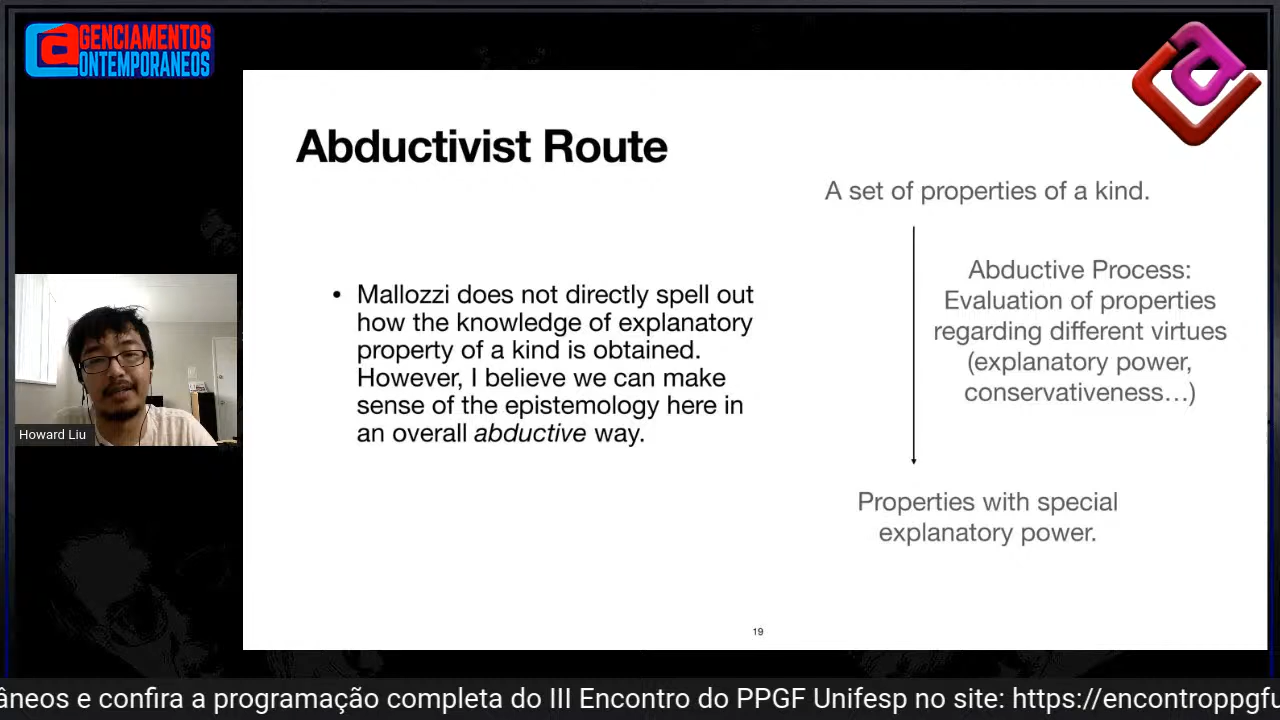 AGENCIAMENTOS
CONTEMPORANEOS
Abductivist Route
A set of properties of a kind.
Abductive Process:
Evaluation of properties
regarding different virtues
(explanatory power,
conservativeness…)
• Mallozzi does not directly spell out
how the knowledge of explanatory
property of a kind is obtained.
However, I believe we can make
sense of the epistemology here in
an overall abductive way.
Properties with special
explanatory power.
Howard Liu
19
âneos e confira a programação completa do III Encontro do PPGF Unifesp no site: https://encontroppgfu